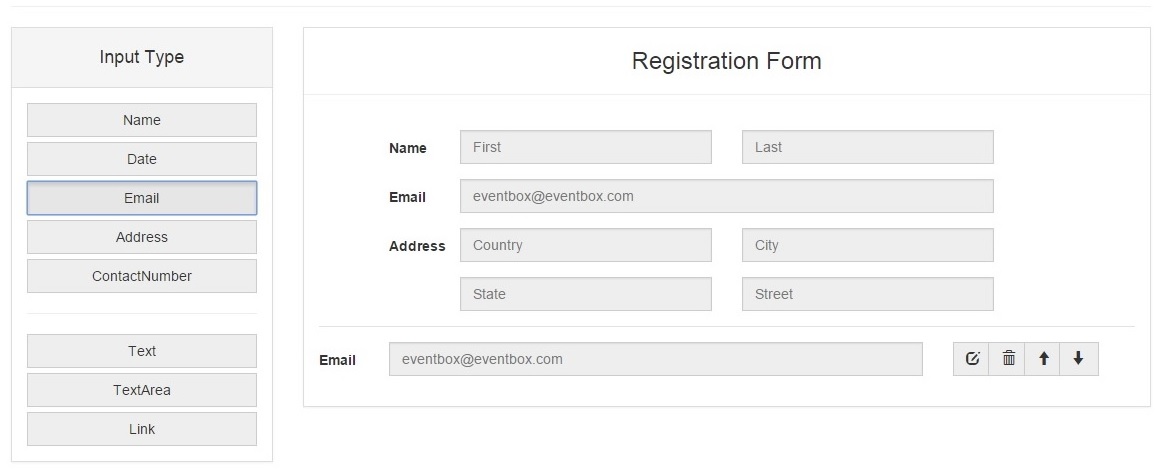 Input Type
Name
Date
Email
Address
ContactNumber
Text
TextArea
Link
Registration Form
Name First Last
Email eventbox@eventbox.com
Address Country City
State Street
Email eventbox@eventbox.com